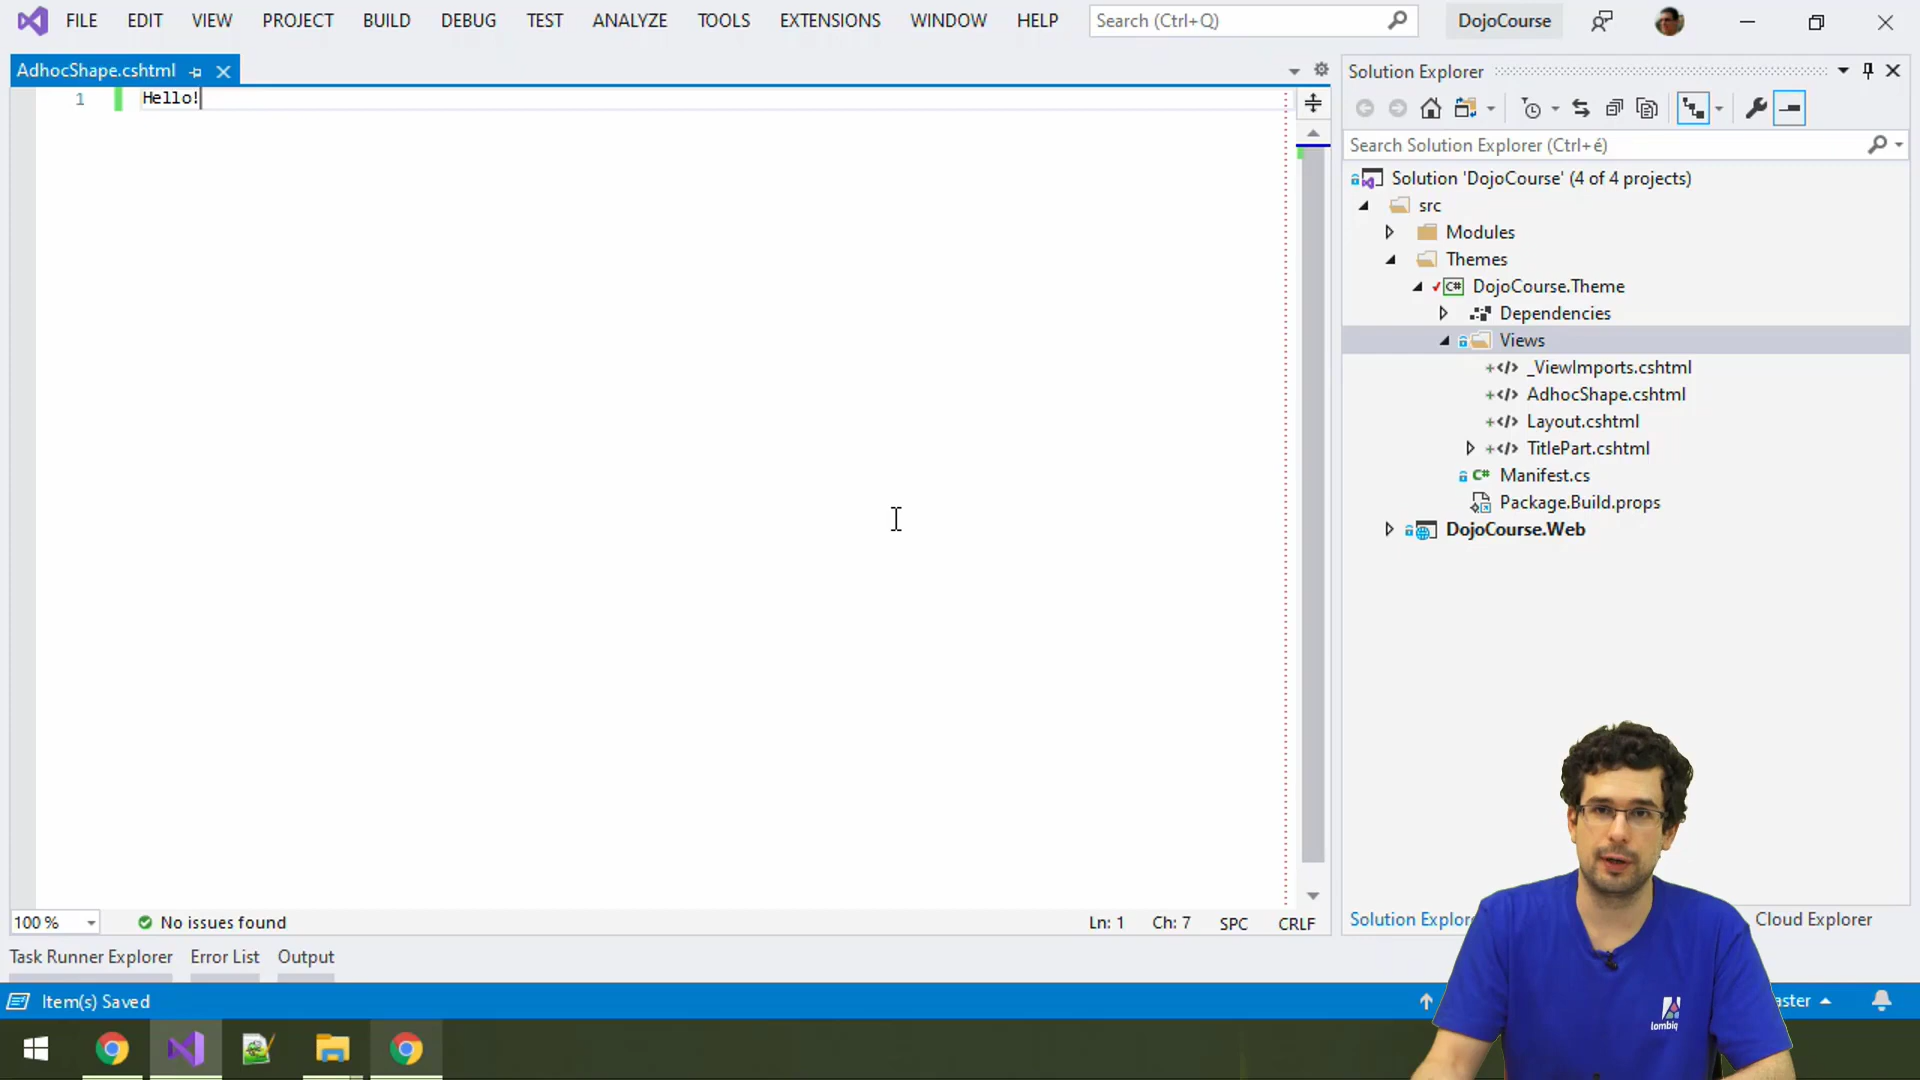 FILE EDIT VIEW PROJECT BUILD DEBUG TEST ANALYZE TOOLS EXTENSIONS WINDOW HELP Search (Ctrl+Q) DojoCourse
AdhocShape.cshtml
Solution Explorer
1 Hello!
Search Solution Explorer (Ctrl+é)
Solution 'DojoCourse' (4 of 4 projects)
src
Modules
Themes
C# DojoCourse.Theme
Dependencies
Views
_ViewImports.cshtml
AdhocShape.cshtml
Layout.cshtml
TitlePart.cshtml
C# Manifest.cs
Package.Build.props
DojoCourse.Web
100 % No issues found Ln: 1 Ch: 7 SPC CRLF
Solution Explor Cloud Explorer
Task Runner Explorer Error List Output
Item(s) Saved
aster
lombiq